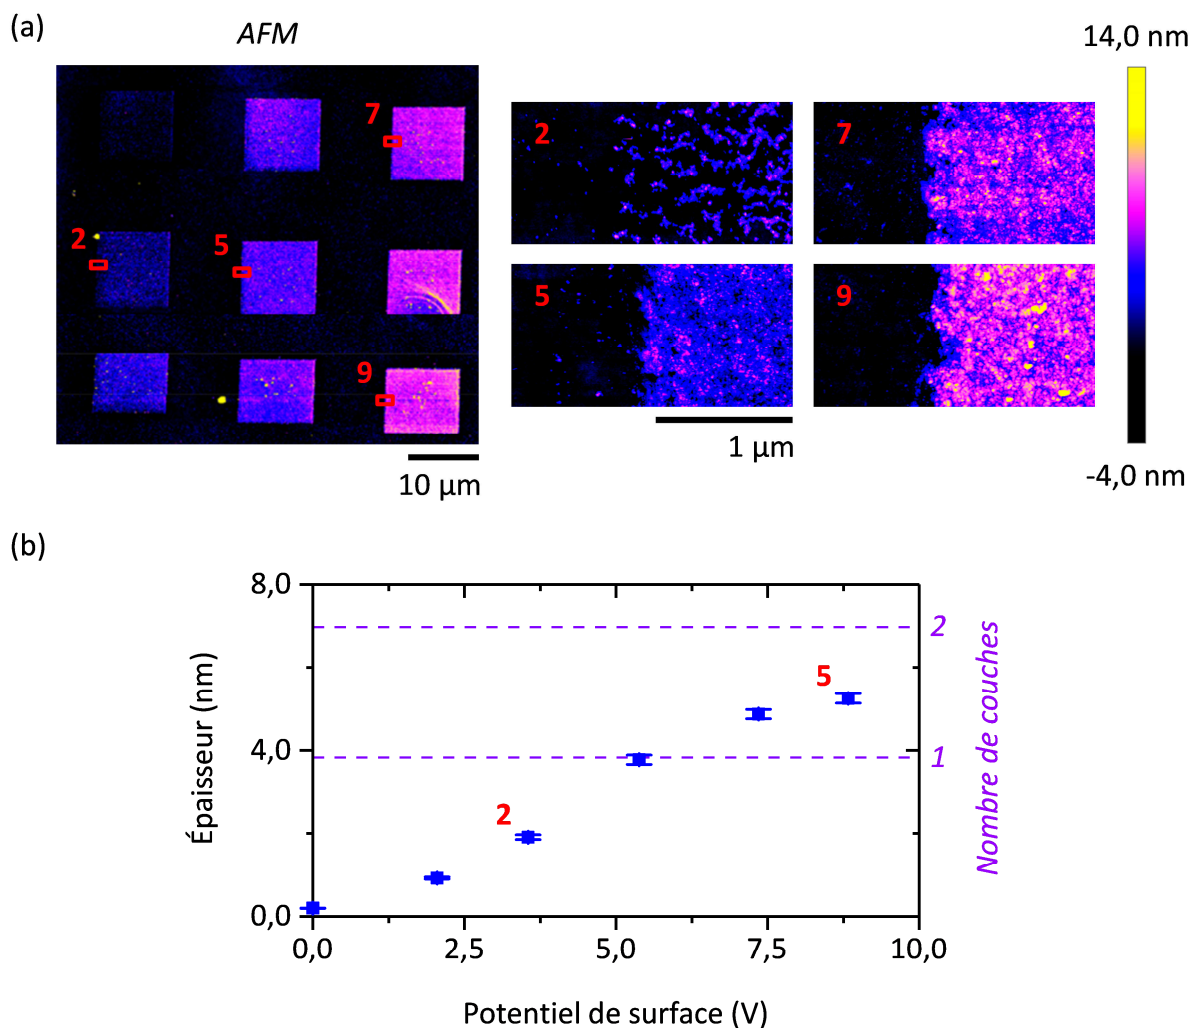 (a)
AFM
14,0 nm
7
2
5
9
2
7
5
9
10 µm
1 µm
-4,0 nm
(b)
8,0
4,0
0,0
Épaisseur (nm)
2
5
2
1
Nombre de couches
0,0
2,5
5,0
7,5
10,0
Potentiel de surface (V)